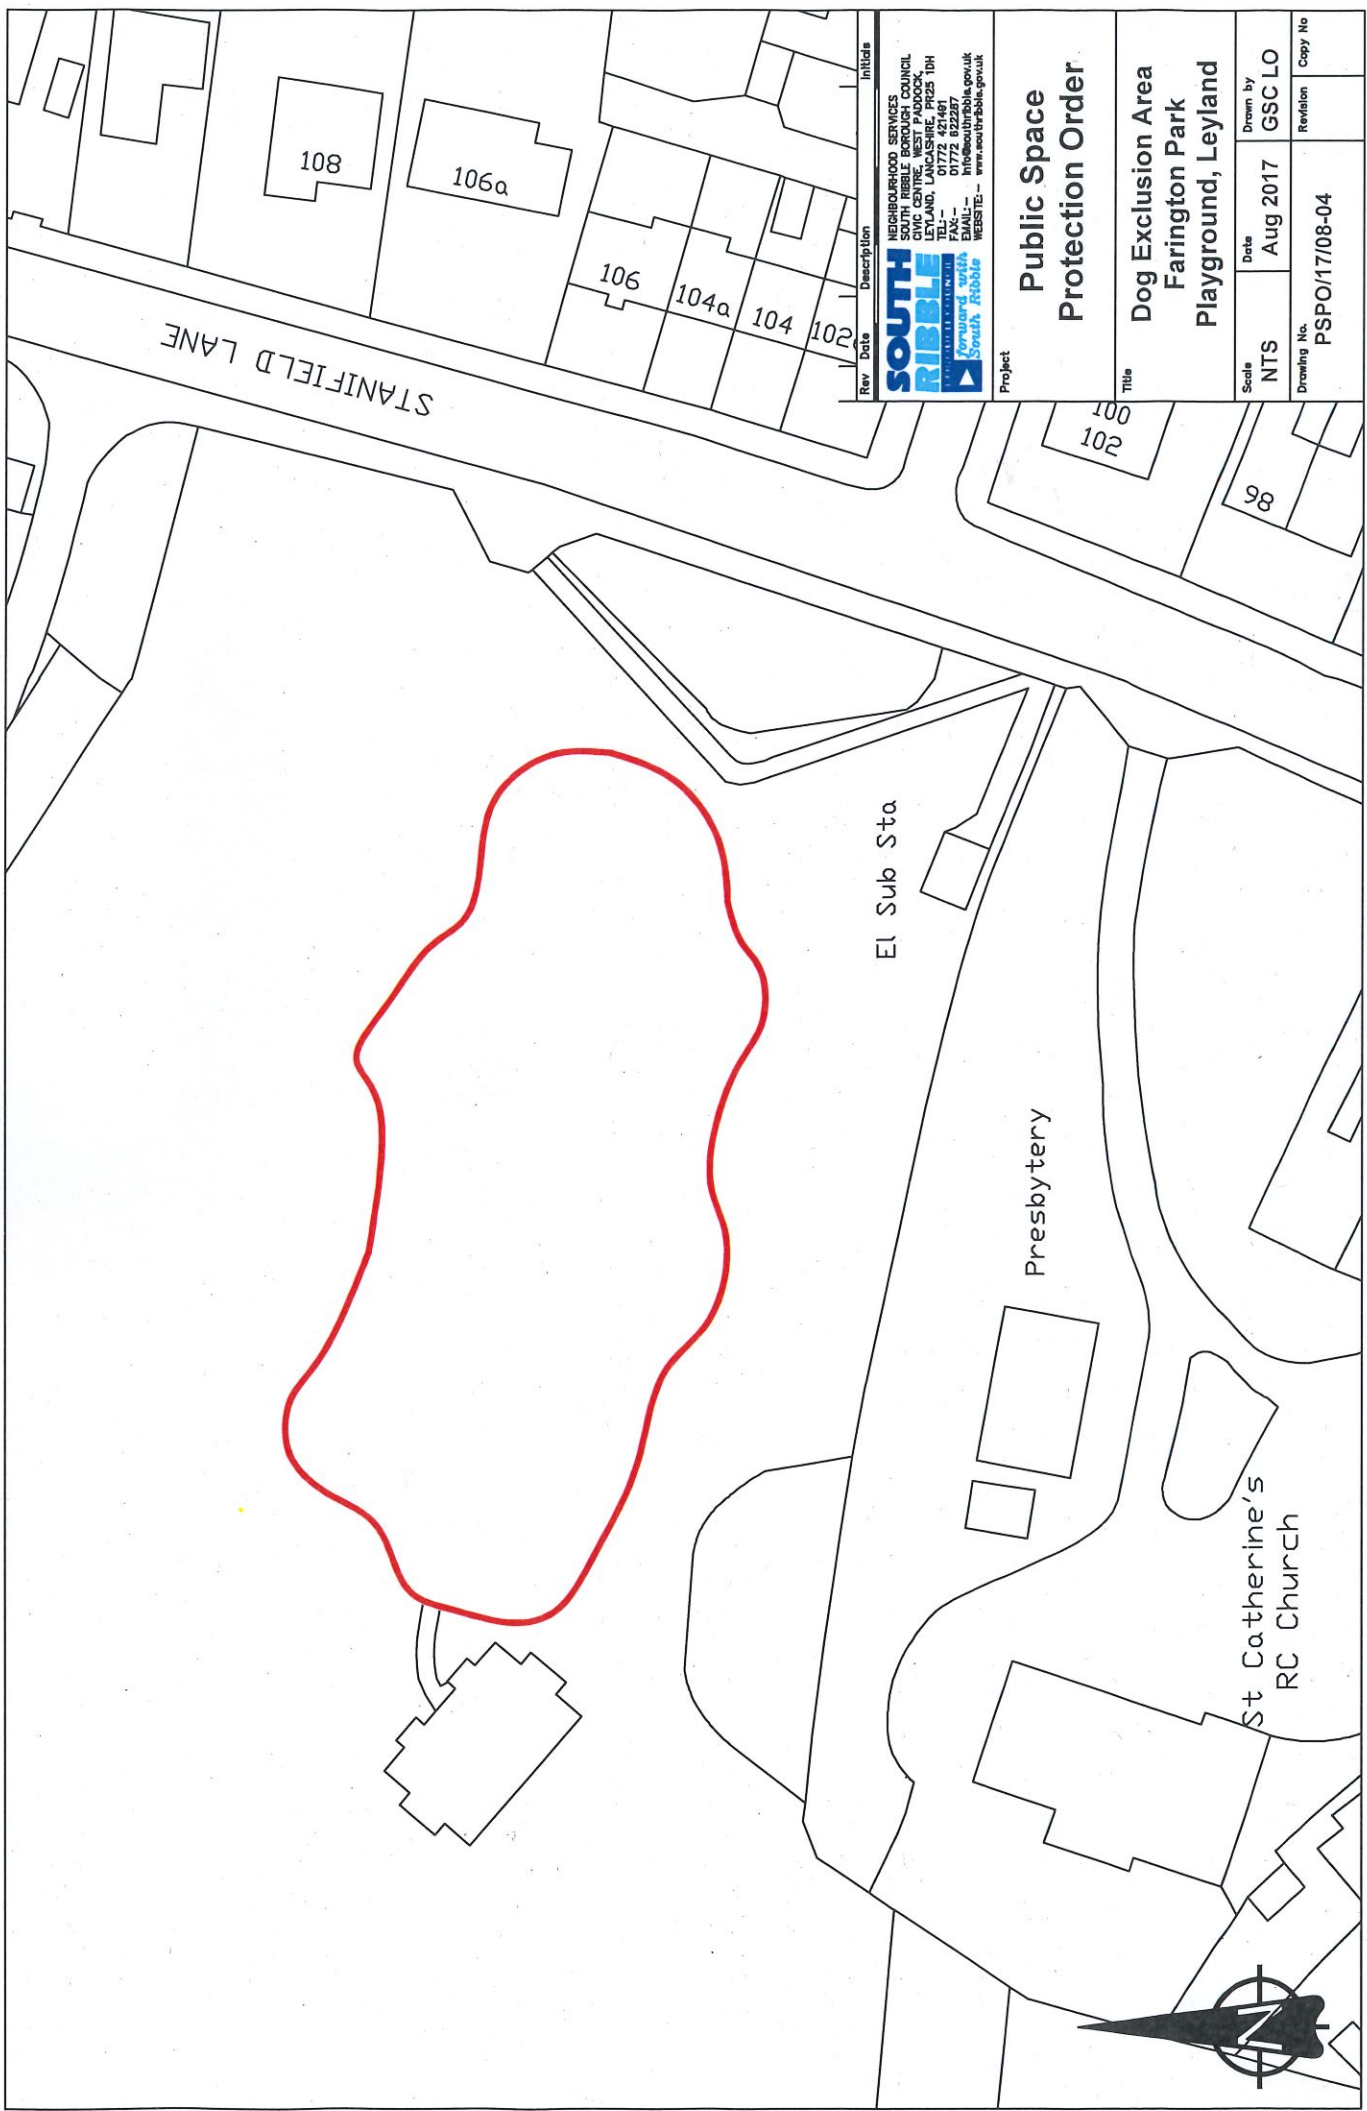 108
106a
106
104a
104
102
STANIFIELD LANE
100
102
98
El Sub Sta
Presbytery
St Catherine's
RC Church
N
Rev Date Description Initials
SOUTH
RIBBLE
BOROUGH COUNCIL
forward with
South Ribble
NEIGHBOURHOOD SERVICES
SOUTH RIBBLE BOROUGH COUNCIL
CIVIC CENTRE, WEST PADDOCK,
LEYLAND, LANCASHIRE, PR25 1DH
TEL:- 01772 421491
FAX:- 01772 622287
EMAIL:- info@southribble.gov.uk
WEBSITE:- www.southribble.gov.uk
Project
Public Space
Protection Order
Title
Dog Exclusion Area
Farington Park
Playground, Leyland
Scale
NTS
Date
Aug 2017
Drawn by
GSC LO
Drawing No.
PSPO/17/08-04
Revision
Copy No